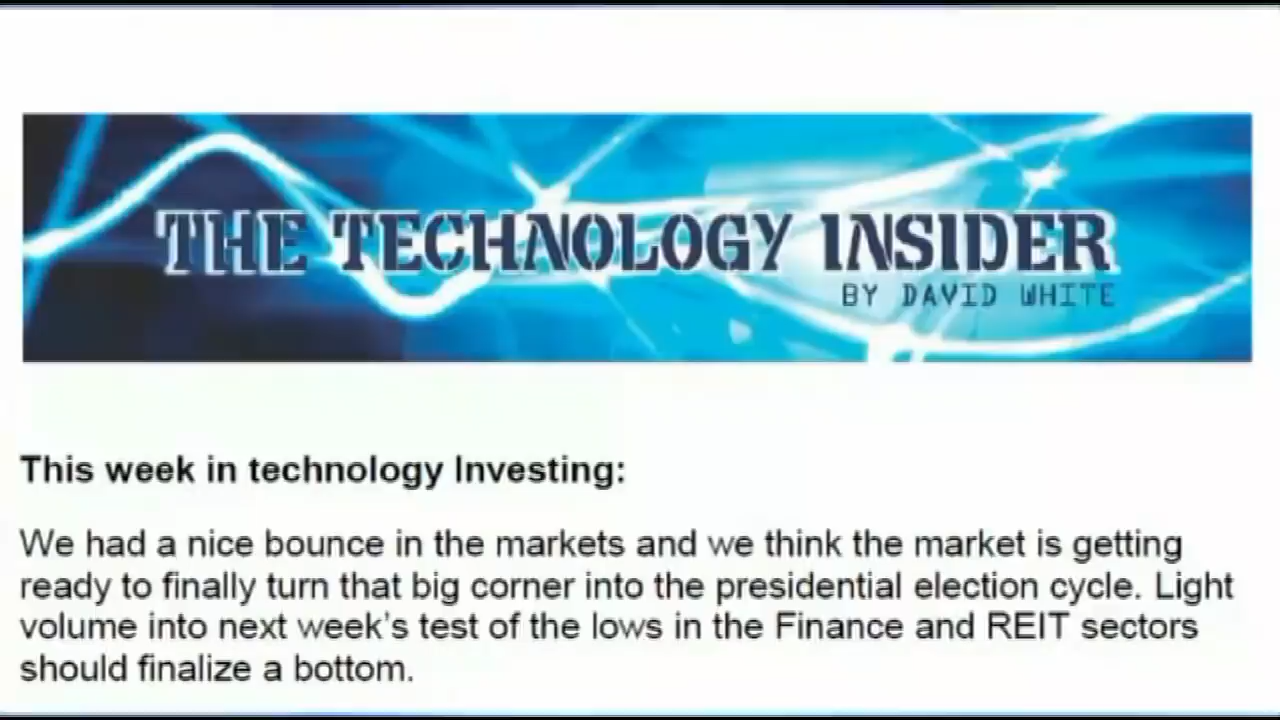 THE TECHNOLOGY INSIDER
BY DAVID WHITE
This week in technology Investing:
We had a nice bounce in the markets and we think the market is getting
ready to finally turn that big corner into the presidential election cycle. Light
volume into next week's test of the lows in the Finance and REIT sectors
should finalize a bottom.